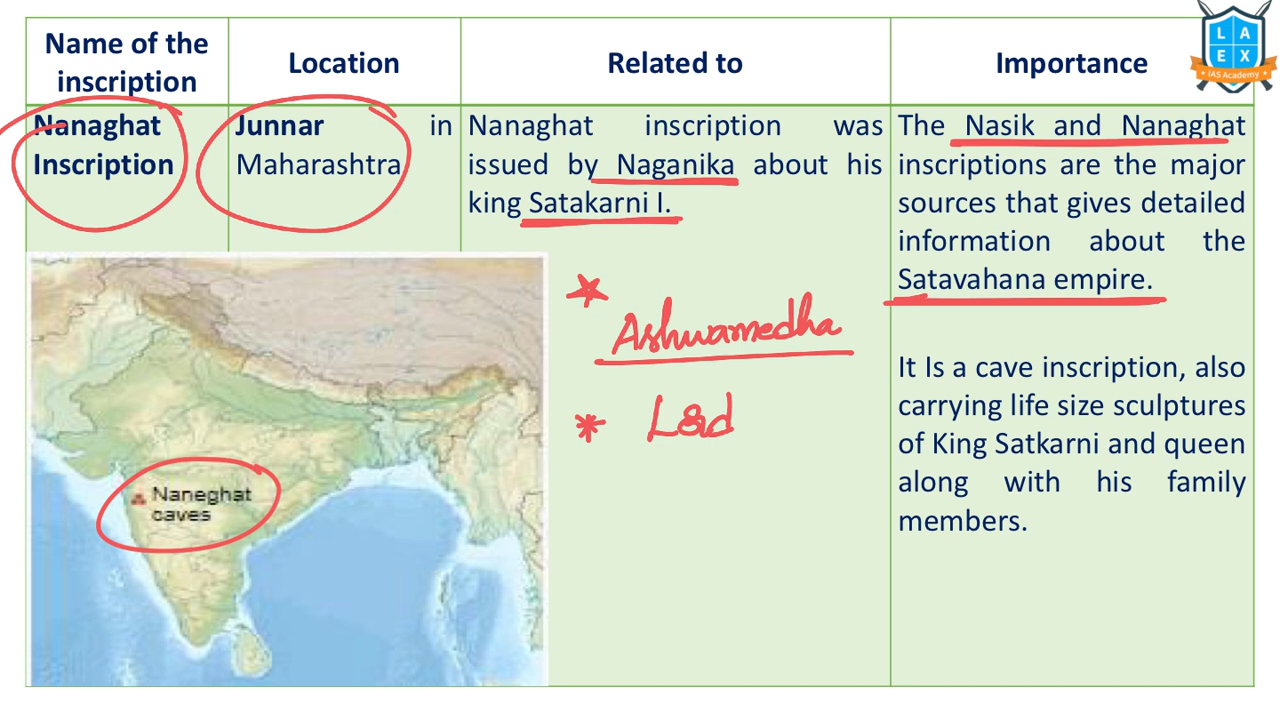 Name of the
inscription
Location
Related to
Importance
L A
E X
IAS Academy
Nanaghat
Inscription
Junnar in
Maharashtra
Nanaghat inscription was
issued by Naganika about his
king Satakarni I.
The Nasik and Nanaghat
inscriptions are the major
sources that gives detailed
information about the
Satavahana empire.
It Is a cave inscription, also
carrying life size sculptures
of King Satkarni and queen
along with his family
members.
Ashwamedha
Naneghat
caves